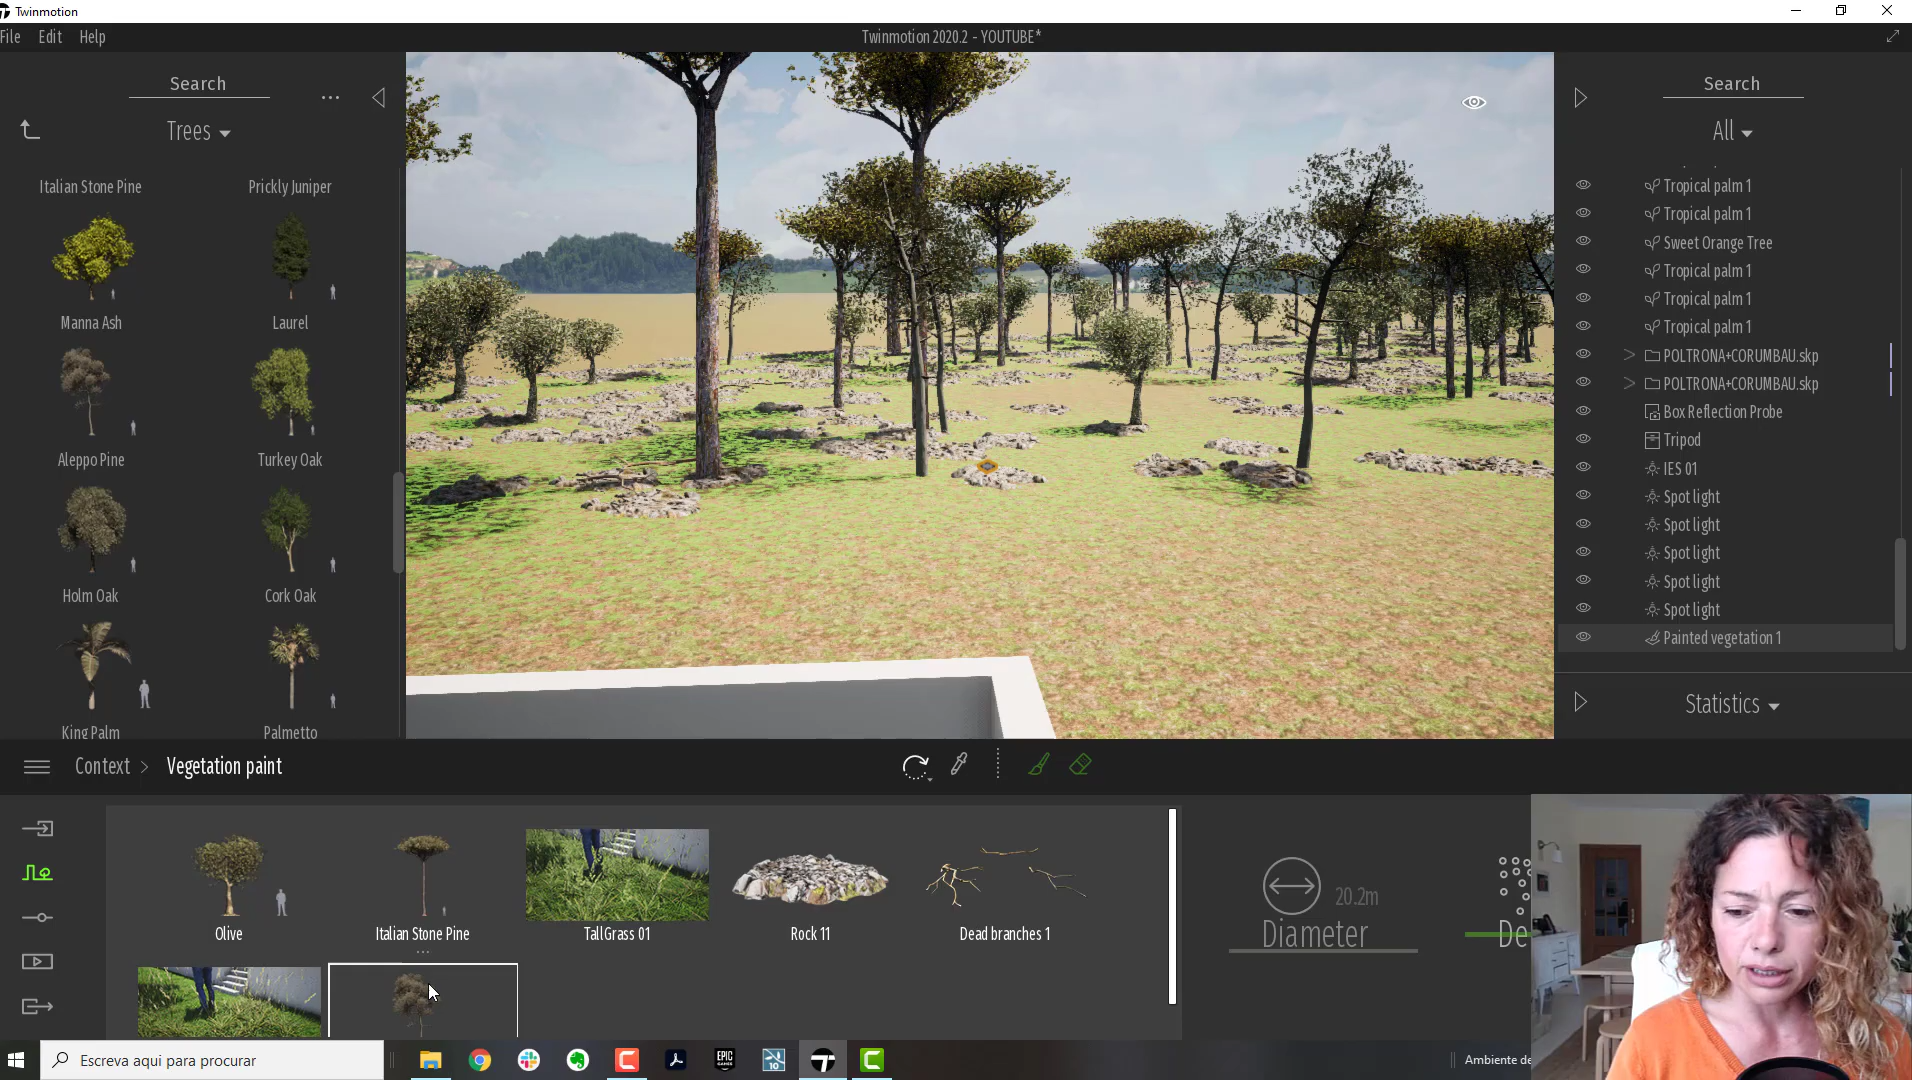 Twinmotion
File Edit Help
Twinmotion 2020.2 - YOUTUBE*
Search
...
Trees
Italian Stone Pine
Prickly Juniper
Manna Ash
Laurel
Aleppo Pine
Turkey Oak
Holm Oak
Cork Oak
King Palm
Palmetto
Search
All
Tropical palm 1
Tropical palm 1
Sweet Orange Tree
Tropical palm 1
Tropical palm 1
Tropical palm 1
> POLTRONA+CORUMBAU.skp
> POLTRONA+CORUMBAU.skp
Box Reflection Probe
Tripod
IES 01
Spot light
Spot light
Spot light
Spot light
Spot light
Painted vegetation 1
Statistics
Context > Vegetation paint
Olive
Italian Stone Pine
...
TallGrass 01
Rock 11
Dead branches 1
20.2m
Diameter
De
Escreva aqui para procurar
EPIC GAMES
10
Ambiente de